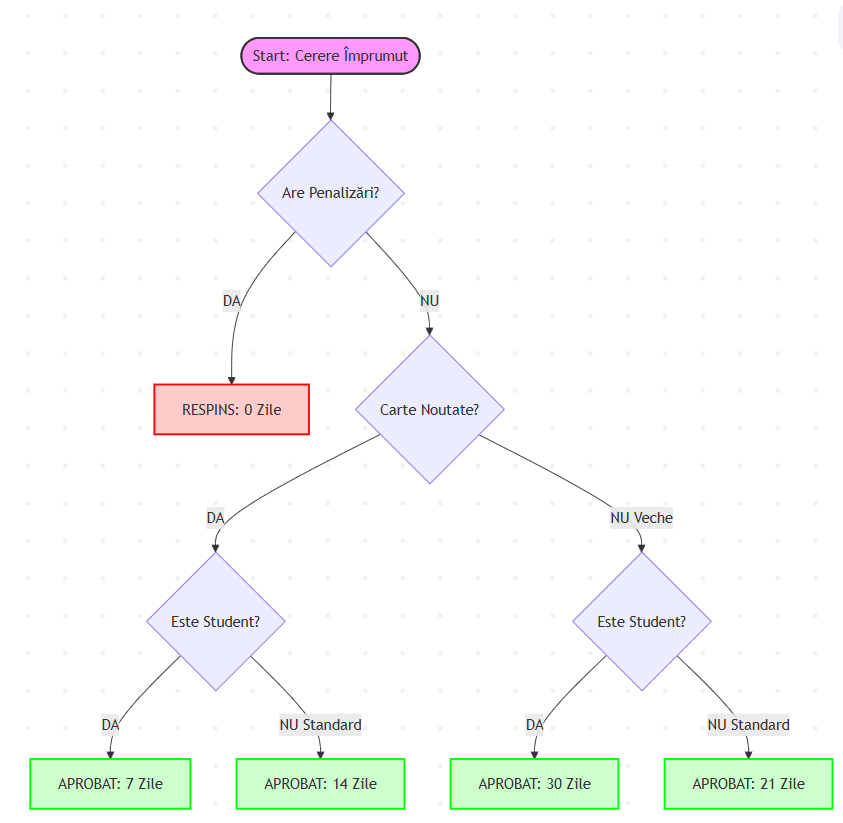 Start: Cerere Împrumut
Are Penalizări?
DA
NU
RESPINS: 0 Zile
Carte Noutate?
DA
NU Veche
Este Student?
Este Student?
DA
NU Standard
DA
NU Standard
APROBAT: 7 Zile
APROBAT: 14 Zile
APROBAT: 30 Zile
APROBAT: 21 Zile